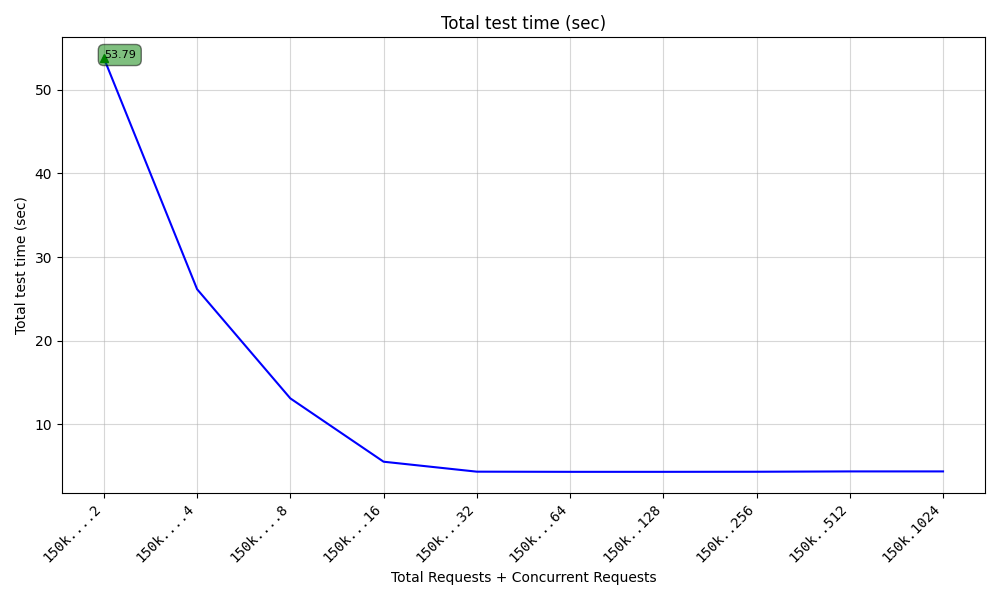 Total test time (sec)
53.79
Total test time (sec)
50
40
30
20
10
150k....2
150k....4
150k....8
150k...16
150k...32
150k...64
150k..128
150k..256
150k..512
150k.1024
Total Requests + Concurrent Requests